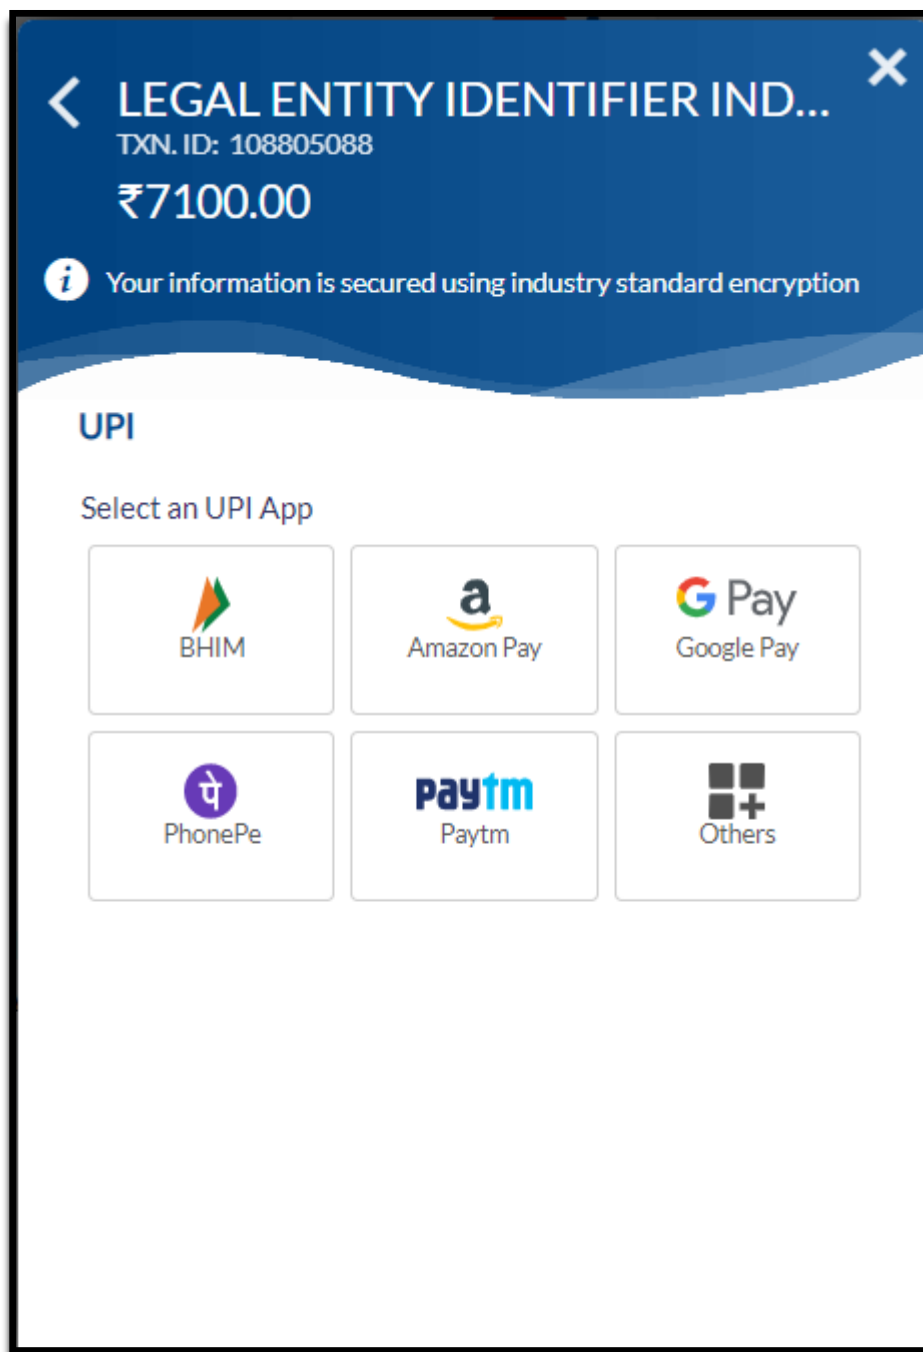 LEGAL ENTITY IDENTIFIER IND...
TXN. ID: 108805088
₹7100.00
i Your information is secured using industry standard encryption
UPI
Select an UPI App
BHIM
a
Amazon Pay
G Pay
Google Pay
पे
PhonePe
paytm
Paytm
Others